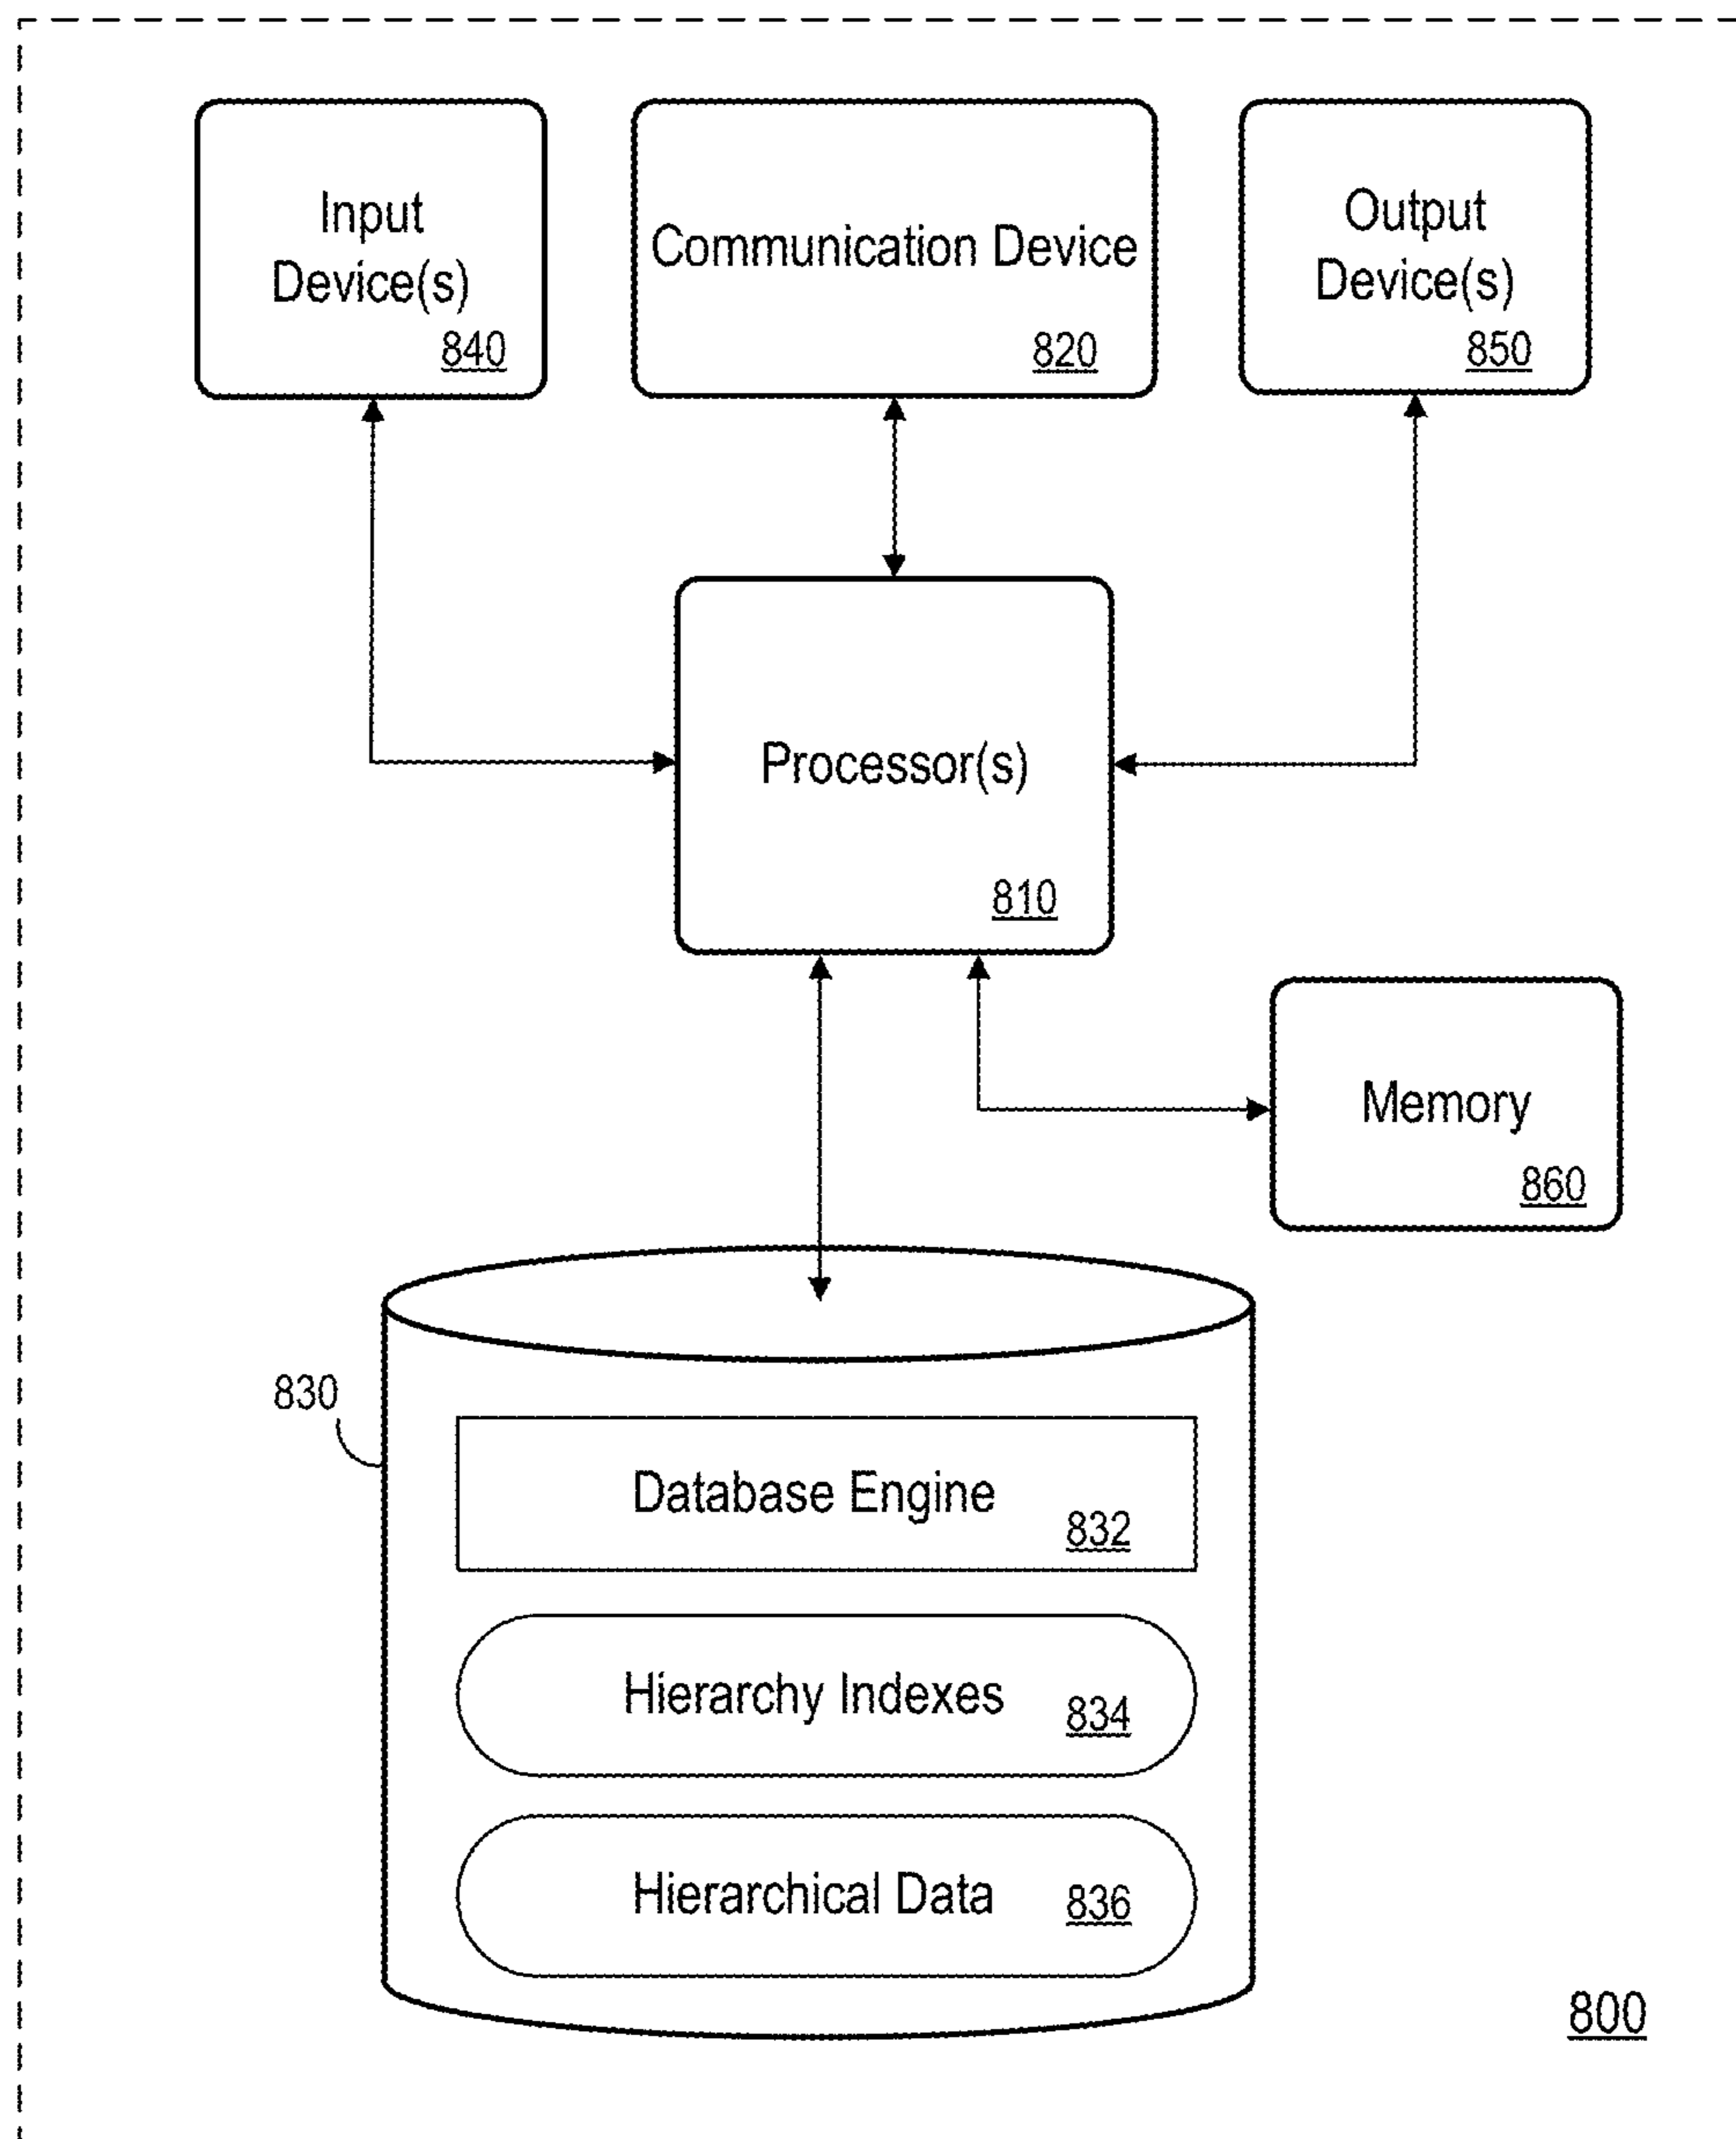 Input
Device(s)
840
Communication Device
820
Output
Device(s)
850
Processor(s)
810
Memory
860
830
Database Engine
832
Hierarchy Indexes
834
Hierarchical Data
836
800